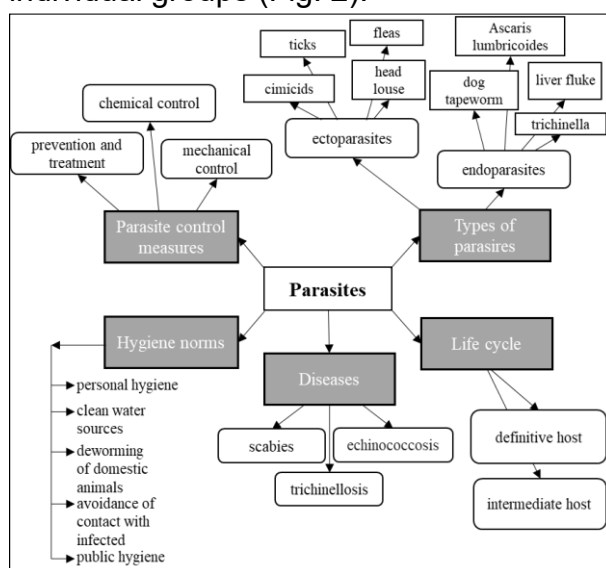 individual groups (Fig. 2).
ticks
fleas
Ascaris
lumbricoides
chemical control
cimicids
head
louse
dog
tapeworm
liver fluke
trichinella
prevention and
treatment
mechanical
control
ectoparasites
endoparasites
Parasite control
measures
Types of
parasires
Parasites
Hygiene norms
Diseases
Life cycle
personal hygiene
clean water
sources
deworming
of domestic
animals
avoidance of
contact with
infected
public hygiene
scabies
echinococcosis
trichinellosis
definitive host
intermediate host